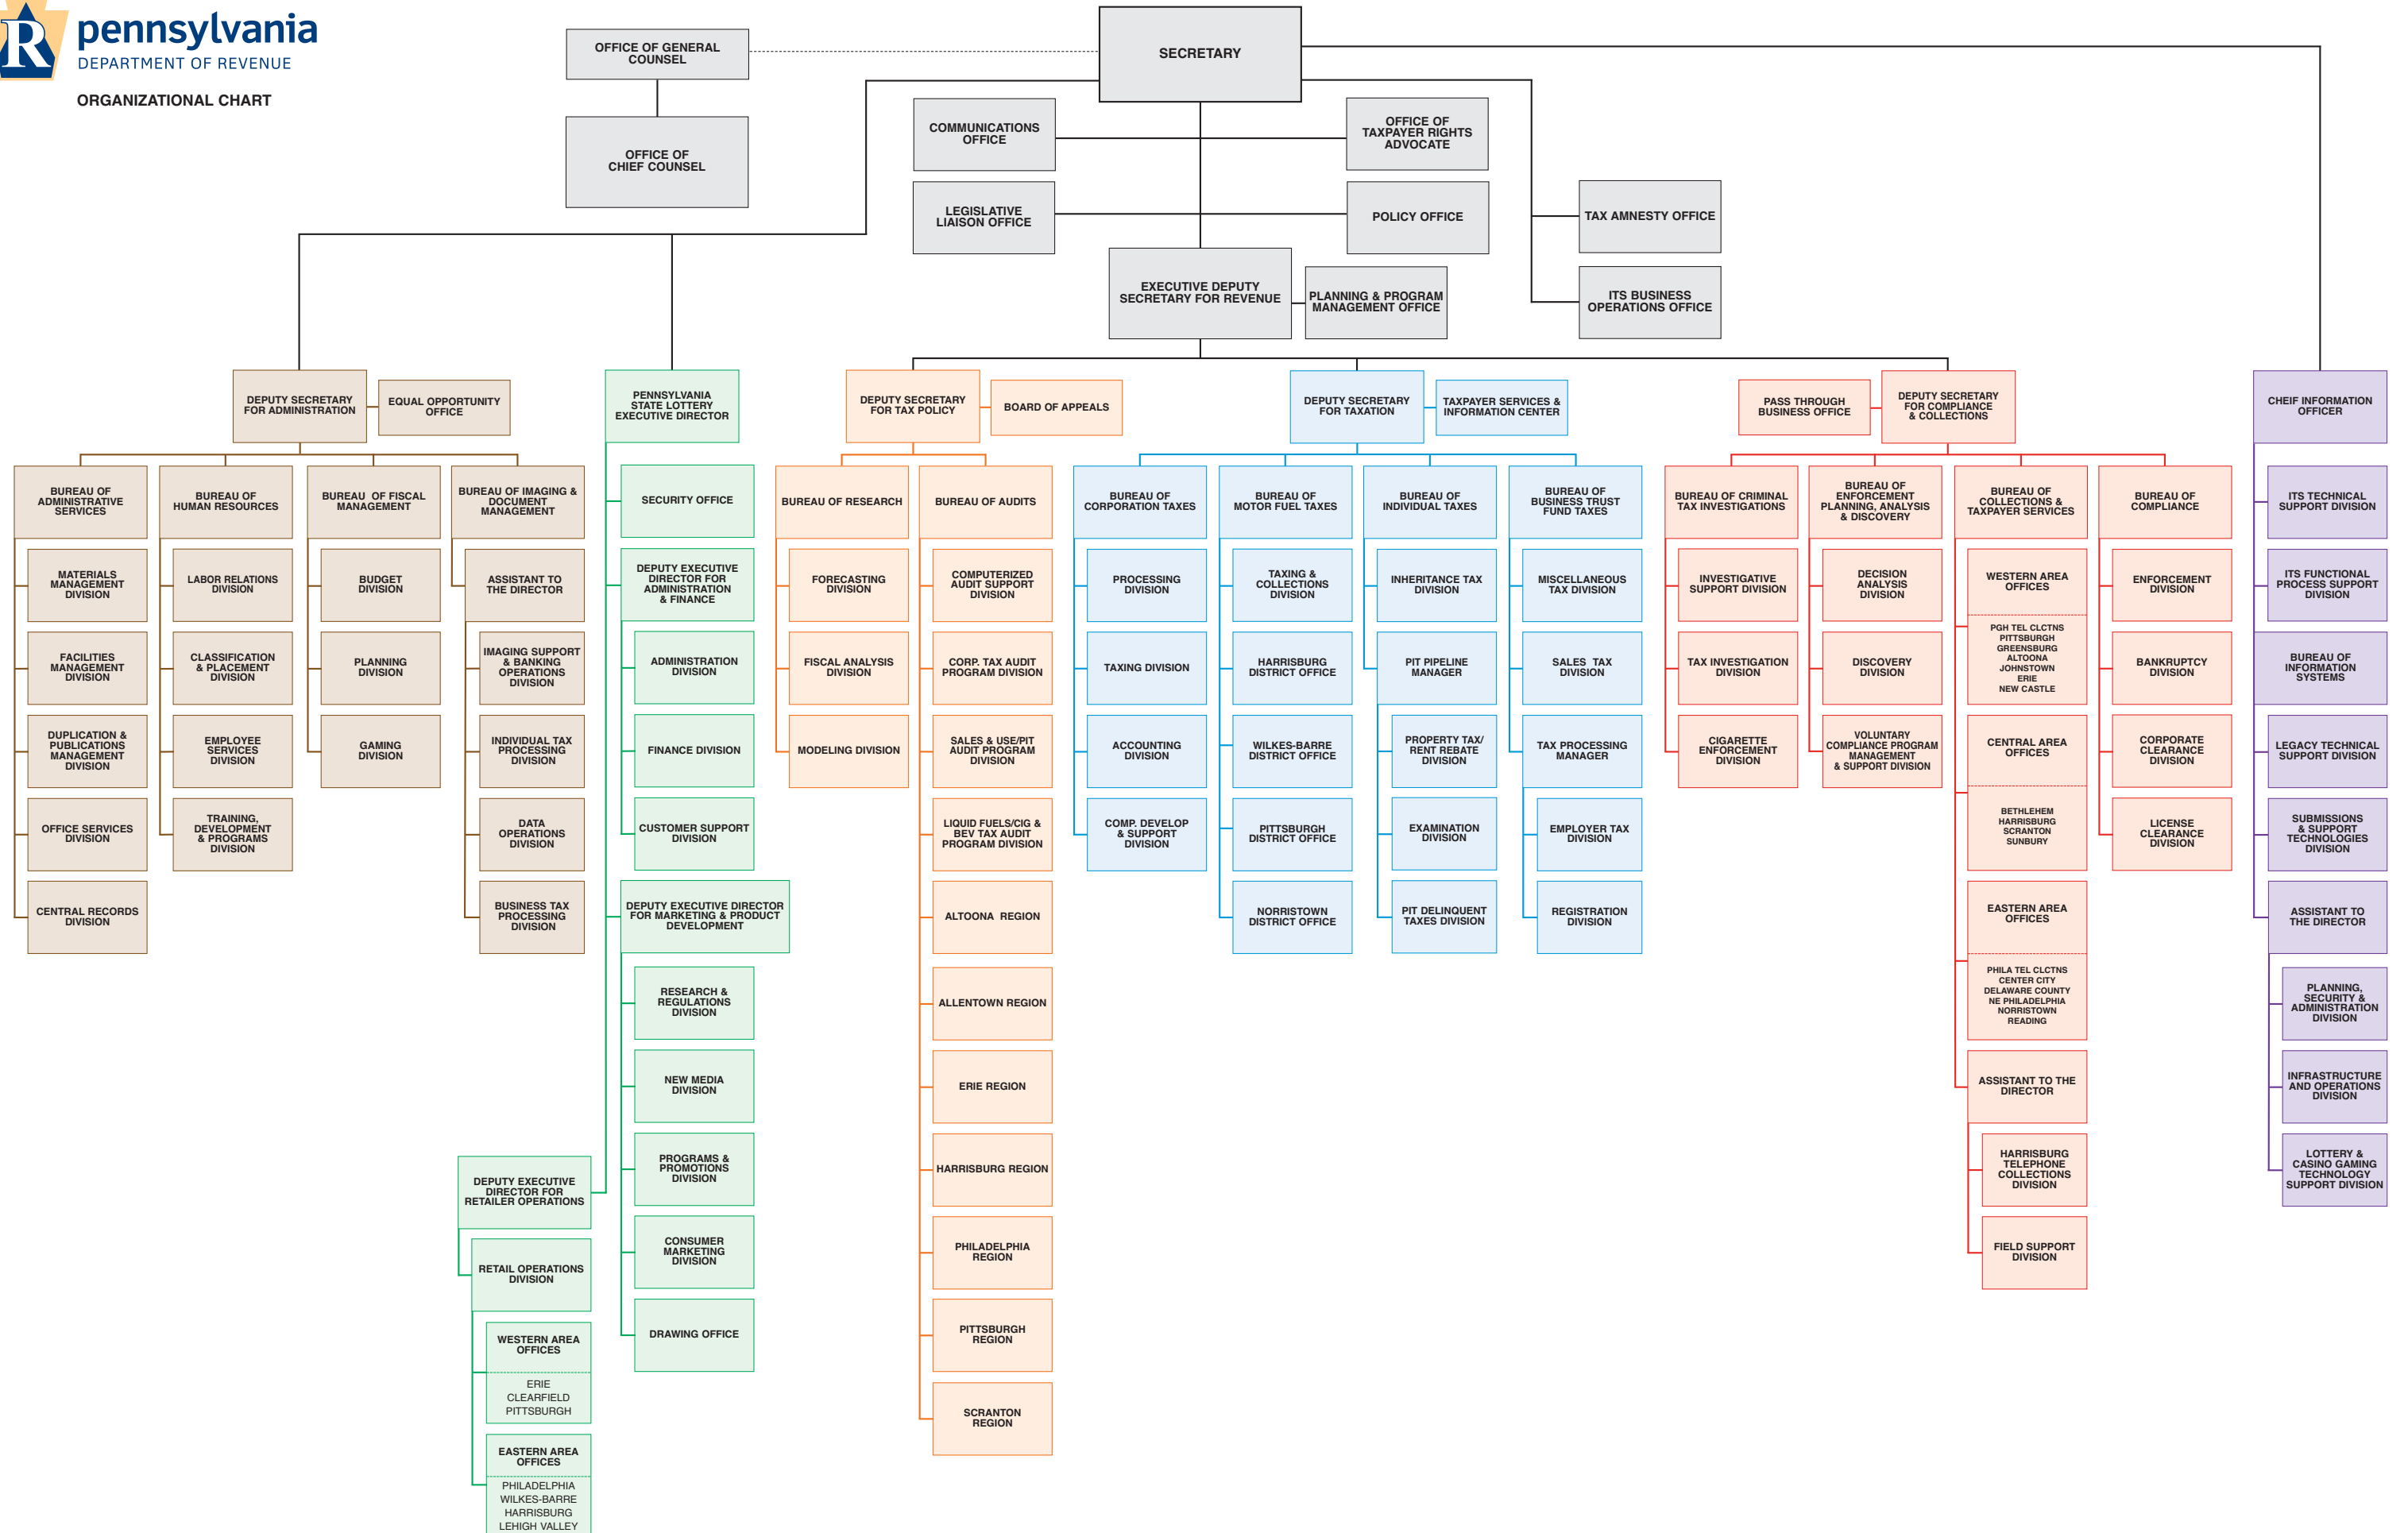 R
pennsylvania
DEPARTMENT OF REVENUE
ORGANIZATIONAL CHART
OFFICE OF GENERAL
COUNSEL
SECRETARY
OFFICE OF
CHIEF COUNSEL
COMMUNICATIONS
OFFICE
OFFICE OF
TAXPAYER RIGHTS
ADVOCATE
LEGISLATIVE
LIAISON OFFICE
POLICY OFFICE
TAX AMNESTY OFFICE
EXECUTIVE DEPUTY
SECRETARY FOR REVENUE
PLANNING & PROGRAM
MANAGEMENT OFFICE
ITS BUSINESS
OPERATIONS OFFICE
DEPUTY SECRETARY
FOR ADMINISTRATION
EQUAL OPPORTUNITY
OFFICE
BUREAU OF
ADMINISTRATIVE
SERVICES
MATERIALS
MANAGEMENT
DIVISION
FACILITIES
MANAGEMENT
DIVISION
DUPLICATION &
PUBLICATIONS
MANAGEMENT
DIVISION
OFFICE SERVICES
DIVISION
CENTRAL RECORDS
DIVISION
BUREAU OF
HUMAN RESOURCES
LABOR RELATIONS
DIVISION
CLASSIFICATION
& PLACEMENT
DIVISION
EMPLOYEE
SERVICES
DIVISION
TRAINING,
DEVELOPMENT
& PROGRAMS
DIVISION
BUREAU OF FISCAL
MANAGEMENT
BUDGET
DIVISION
PLANNING
DIVISION
GAMING
DIVISION
BUREAU OF IMAGING &
DOCUMENT
MANAGEMENT
ASSISTANT TO
THE DIRECTOR
IMAGING SUPPORT
& BANKING
OPERATIONS
DIVISION
INDIVIDUAL TAX
PROCESSING
DIVISION
DATA
OPERATIONS
DIVISION
BUSINESS TAX
PROCESSING
DIVISION
PENNSYLVANIA
STATE LOTTERY
EXECUTIVE DIRECTOR
SECURITY OFFICE
DEPUTY EXECUTIVE
DIRECTOR FOR
ADMINISTRATION
& FINANCE
ADMINISTRATION
DIVISION
FINANCE DIVISION
CUSTOMER SUPPORT
DIVISION
DEPUTY EXECUTIVE DIRECTOR
FOR MARKETING & PRODUCT
DEVELOPMENT
RESEARCH &
REGULATIONS
DIVISION
NEW MEDIA
DIVISION
PROGRAMS &
PROMOTIONS
DIVISION
CONSUMER
MARKETING
DIVISION
DRAWING OFFICE
DEPUTY EXECUTIVE
DIRECTOR FOR
RETAILER OPERATIONS
RETAIL OPERATIONS
DIVISION
WESTERN AREA
OFFICES
ERIE
CLEARFIELD
PITTSBURGH
EASTERN AREA
OFFICES
PHILADELPHIA
WILKES-BARRE
HARRISBURG
LEHIGH VALLEY
DEPUTY SECRETARY
FOR TAX POLICY
BOARD OF APPEALS
BUREAU OF RESEARCH
FORECASTING
DIVISION
FISCAL ANALYSIS
DIVISION
MODELING DIVISION
BUREAU OF AUDITS
COMPUTERIZED
AUDIT SUPPORT
DIVISION
CORP. TAX AUDIT
PROGRAM DIVISION
SALES & USE/PIT
AUDIT PROGRAM
DIVISION
LIQUID FUELS/CIG &
BEV TAX AUDIT
PROGRAM DIVISION
ALTOONA REGION
ALLENTOWN REGION
ERIE REGION
HARRISBURG REGION
PHILADELPHIA
REGION
PITTSBURGH
REGION
SCRANTON
REGION
DEPUTY SECRETARY
FOR TAXATION
TAXPAYER SERVICES &
INFORMATION CENTER
BUREAU OF
CORPORATION TAXES
PROCESSING
DIVISION
TAXING DIVISION
ACCOUNTING
DIVISION
COMP. DEVELOP
& SUPPORT
DIVISION
BUREAU OF
MOTOR FUEL TAXES
TAXING &
COLLECTIONS
DIVISION
HARRISBURG
DISTRICT OFFICE
WILKES-BARRE
DISTRICT OFFICE
PITTSBURGH
DISTRICT OFFICE
NORRISTOWN
DISTRICT OFFICE
BUREAU OF
INDIVIDUAL TAXES
INHERITANCE TAX
DIVISION
PIT PIPELINE
MANAGER
PROPERTY TAX/
RENT REBATE
DIVISION
EXAMINATION
DIVISION
PIT DELINQUENT
TAXES DIVISION
BUREAU OF
BUSINESS TRUST
FUND TAXES
MISCELLANEOUS
TAX DIVISION
SALES TAX
DIVISION
TAX PROCESSING
MANAGER
EMPLOYER TAX
DIVISION
REGISTRATION
DIVISION
PASS THROUGH
BUSINESS OFFICE
DEPUTY SECRETARY
FOR COMPLIANCE
& COLLECTIONS
BUREAU OF CRIMINAL
TAX INVESTIGATIONS
INVESTIGATIVE
SUPPORT DIVISION
TAX INVESTIGATION
DIVISION
CIGARETTE
ENFORCEMENT
DIVISION
BUREAU OF
ENFORCEMENT
PLANNING, ANALYSIS
& DISCOVERY
DECISION
ANALYSIS
DIVISION
DISCOVERY
DIVISION
VOLUNTARY
COMPLIANCE PROGRAM
MANAGEMENT
& SUPPORT DIVISION
BUREAU OF
COLLECTIONS &
TAXPAYER SERVICES
WESTERN AREA
OFFICES
PGH TEL CLCTNS
PITTSBURGH
GREENSBURG
ALTOONA
JOHNSTOWN
ERIE
NEW CASTLE
CENTRAL AREA
OFFICES
BETHLEHEM
HARRISBURG
SCRANTON
SUNBURY
EASTERN AREA
OFFICES
PHILA TEL CLCTNS
CENTER CITY
DELAWARE COUNTY
NE PHILADELPHIA
NORRISTOWN
READING
ASSISTANT TO THE
DIRECTOR
HARRISBURG
TELEPHONE
COLLECTIONS
DIVISION
FIELD SUPPORT
DIVISION
BUREAU OF
COMPLIANCE
ENFORCEMENT
DIVISION
BANKRUPTCY
DIVISION
CORPORATE
CLEARANCE
DIVISION
LICENSE
CLEARANCE
DIVISION
CHEIF INFORMATION
OFFICER
ITS TECHNICAL
SUPPORT DIVISION
ITS FUNCTIONAL
PROCESS SUPPORT
DIVISION
BUREAU OF
INFORMATION
SYSTEMS
LEGACY TECHNICAL
SUPPORT DIVISION
SUBMISSIONS
& SUPPORT
TECHNOLOGIES
DIVISION
ASSISTANT TO
THE DIRECTOR
PLANNING,
SECURITY &
ADMINISTRATION
DIVISION
INFRASTRUCTURE
AND OPERATIONS
DIVISION
LOTTERY &
CASINO GAMING
TECHNOLOGY
SUPPORT DIVISION